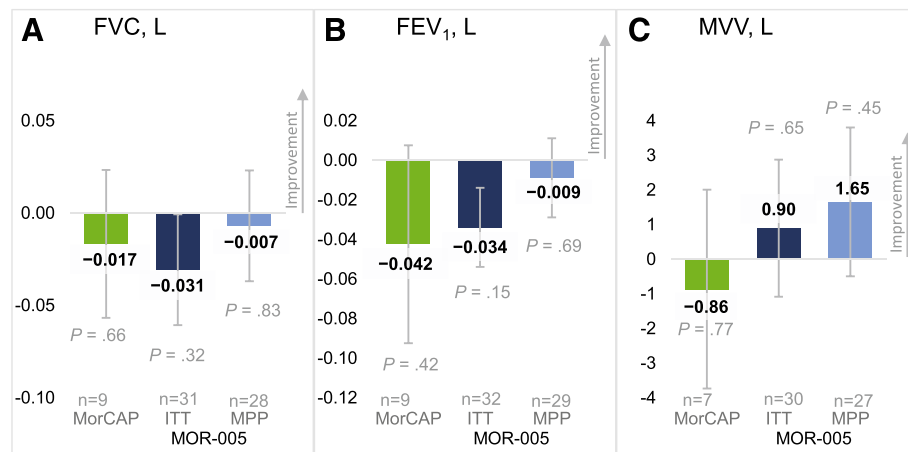 A FVC, L
Improvement
0.05
0.00
-0.05
-0.10
−0.017
−0.031
−0.007
P = .66
P = .32
P = .83
n=9 n=31 n=28
MorCAP ITT MPP
MOR-005
B FEV1, L
Improvement
0.02
0.00
-0.02
-0.04
-0.06
-0.08
-0.10
-0.12
−0.042
−0.034
−0.009
P = .42
P = .15
P = .69
n=9 n=32 n=29
MorCAP ITT MPP
MOR-005
C MVV, L
Improvement
4
3
2
1
0
-1
-2
-3
-4
−0.86
0.90
1.65
P = .77
P = .65
P = .45
n=7 n=30 n=27
MorCAP ITT MPP
MOR-005